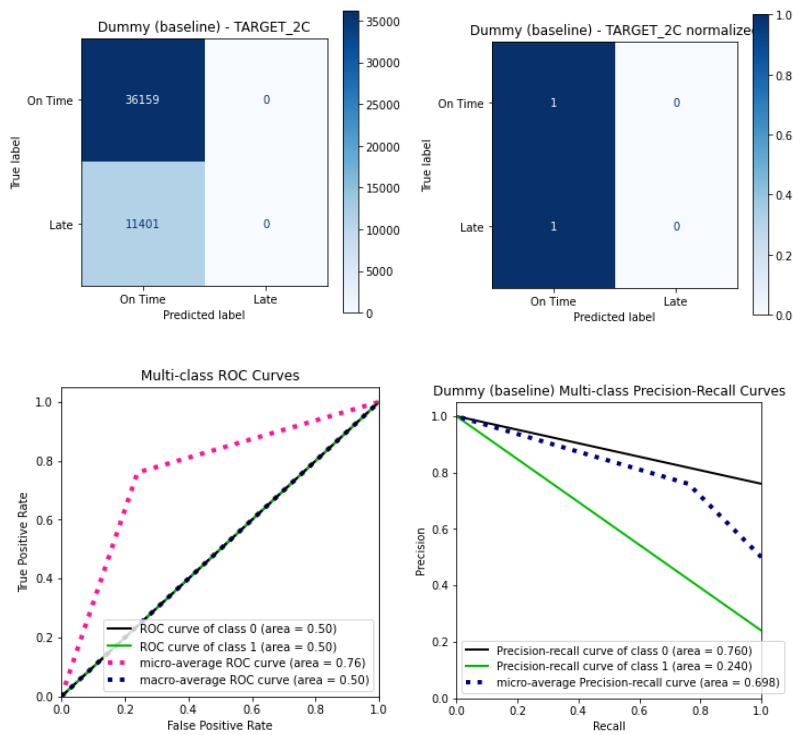 Dummy (baseline) - TARGET_2C
35000
30000
25000
20000
15000
10000
5000
0
On Time
Late
True label
36159
0
11401
0
On Time
Late
Predicted label
Dummy (baseline) - TARGET_2C normalized
1.0
0.8
0.6
0.4
0.2
0.0
On Time
Late
True label
1
0
1
0
On Time
Late
Predicted label
Multi-class ROC Curves
1.0
0.8
0.6
0.4
0.2
0.0
True Positive Rate
ROC curve of class 0 (area = 0.50)
ROC curve of class 1 (area = 0.50)
micro-average ROC curve (area = 0.76)
macro-average ROC curve (area = 0.50)
0.0
0.2
0.4
0.6
0.8
1.0
False Positive Rate
Dummy (baseline) Multi-class Precision-Recall Curves
1.0
0.8
0.6
0.4
0.2
0.0
Precision
Precision-recall curve of class 0 (area = 0.760)
Precision-recall curve of class 1 (area = 0.240)
micro-average Precision-recall curve (area = 0.698)
0.0
0.2
0.4
0.6
0.8
1.0
Recall